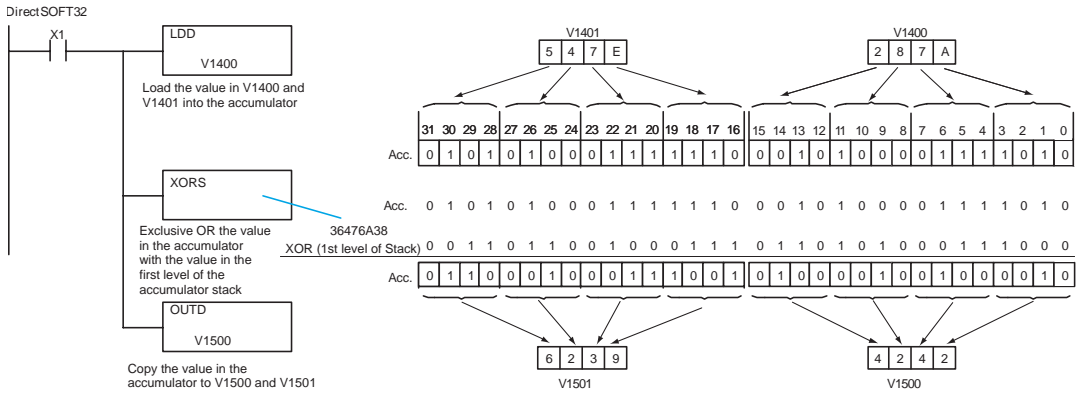 DirectSOFT32
X1
LDD
V1400
Load the value in V1400 and
V1401 into the accumulator
XORS
Exclusive OR the value
in the accumulator
with the value in the
first level of the
accumulator stack
OUTD
V1500
Copy the value in the
accumulator to V1500 and V1501
V1401
5 4 7 E
V1400
2 8 7 A
31 30 29 28 27 26 25 24 23 22 21 20 19 18 17 16 15 14 13 12 11 10 9 8 7 6 5 4 3 2 1 0
Acc. 0 1 0 1 0 1 0 0 0 1 1 1 1 1 1 0 0 0 1 0 1 0 0 0 0 1 1 1 1 0 1 0
Acc. 0 1 0 1 0 1 0 0 0 1 1 1 1 1 1 0 0 0 1 0 1 0 0 0 0 1 1 1 1 0 1 0
36476A38
XOR (1st level of Stack) 0 0 1 1 0 1 1 0 0 1 0 0 0 1 1 1 0 1 1 0 1 0 1 0 0 0 1 1 1 0 0 0
Acc. 0 1 1 0 0 0 1 0 0 0 1 1 1 0 0 1 0 1 0 0 0 0 1 0 0 1 0 0 0 0 1 0
6 2 3 9
V1501
4 2 4 2
V1500